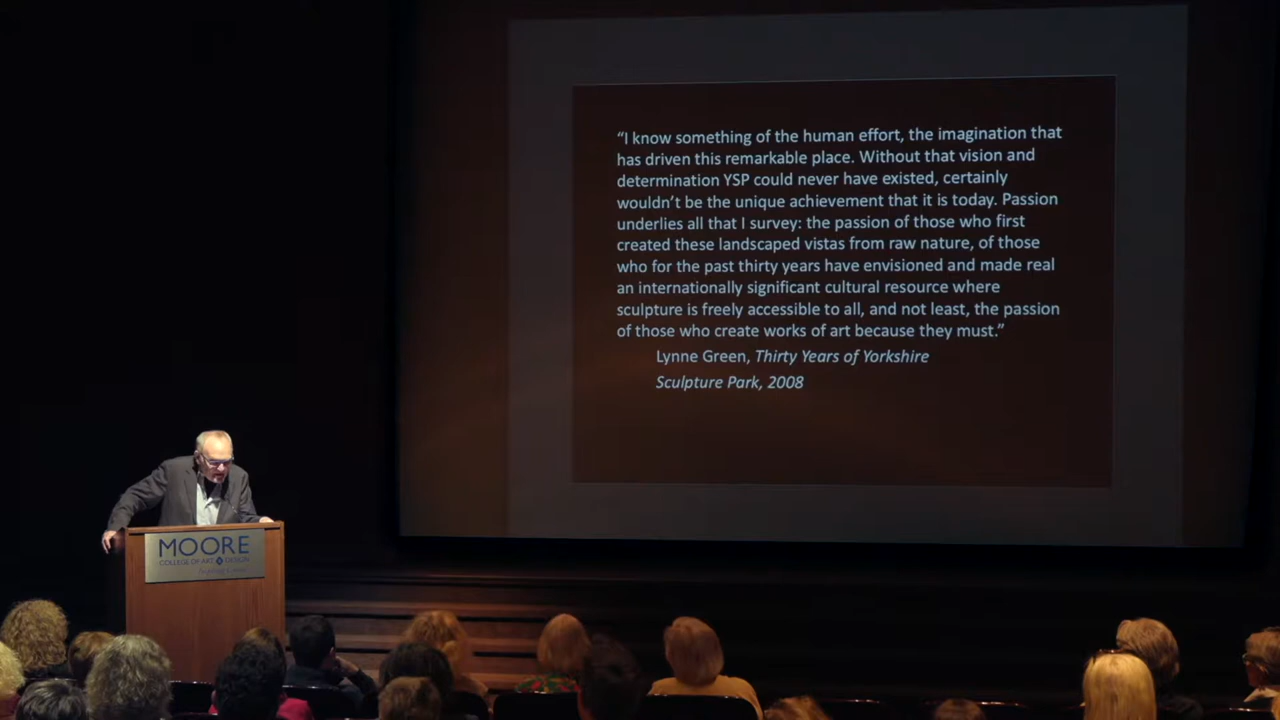 “I know something of the human effort, the imagination that
has driven this remarkable place. Without that vision and
determination YSP could never have existed, certainly
wouldn’t be the unique achievement that it is today. Passion
underlies all that I survey: the passion of those who first
created these landscaped vistas from raw nature, of those
who for the past thirty years have envisioned and made real
an internationally significant cultural resource where
sculpture is freely accessible to all, and not least, the passion
of those who create works of art because they must.”
Lynne Green, Thirty Years of Yorkshire
Sculpture Park, 2008
MOORE
COLLEGE OF ART & DESIGN